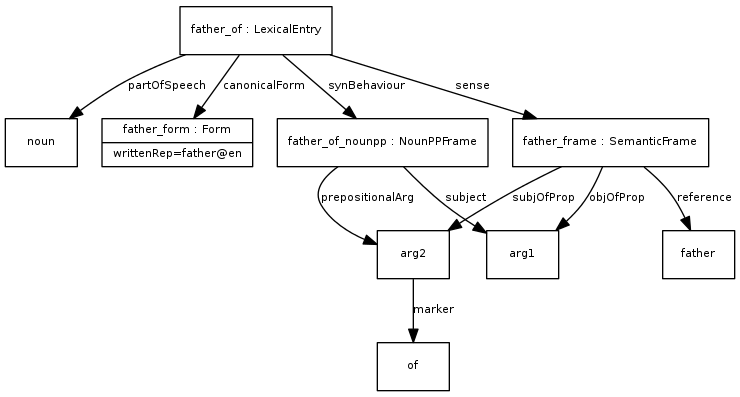 father_of : LexicalEntry
partOfSpeech
canonicalForm
synBehaviour
sense
noun
father_form : Form
writtenRep=father@en
father_of_nounpp : NounPPFrame
father_frame : SemanticFrame
prepositionalArg
subject
subjOfProp
objOfProp
reference
arg2
arg1
father
marker
of